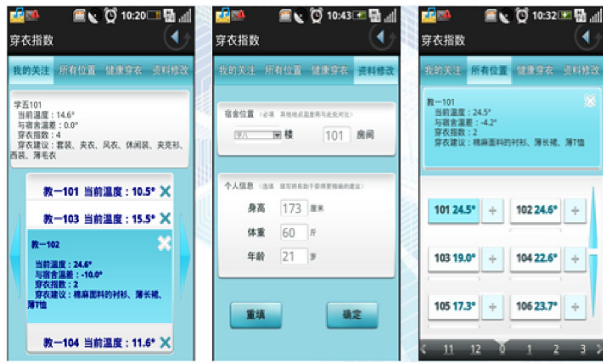 10:20
穿衣指数
我的关注 所有位置 健康穿衣 资料修改
学五101
当前温度：14.6°
与宿舍温差：0.0°
穿衣指数：4
穿衣建议：套装、夹衣、风衣、休闲装、夹克衫、
西装、薄毛衣
教一101 当前温度：10.5°
教一103 当前温度：15.5°
教一102
当前温度：24.6°
与宿舍温差：-10.0°
穿衣指数：2
穿衣建议：棉麻面料的衬衫、薄长裙、
薄T恤
教一104 当前温度：11.6°
10:43
穿衣指数
我的关注 所有位置 健康穿衣 资料修改
宿舍位置
学八 楼 101 房间
个人信息
身高 173 厘米
体重 60 斤
年龄 21 岁
重填 确定
10:32
穿衣指数
我的关注 所有位置 健康穿衣 资料修改
教一101
当前温度：24.5°
与宿舍温差：-4.2°
穿衣指数：2
穿衣建议：棉麻面料的衬衫、薄长裙、薄T恤
101 24.5° + 102 24.6° +
103 19.0° + 104 22.6° +
105 17.3° + 106 23.7° +
11 12 0 1 2 3